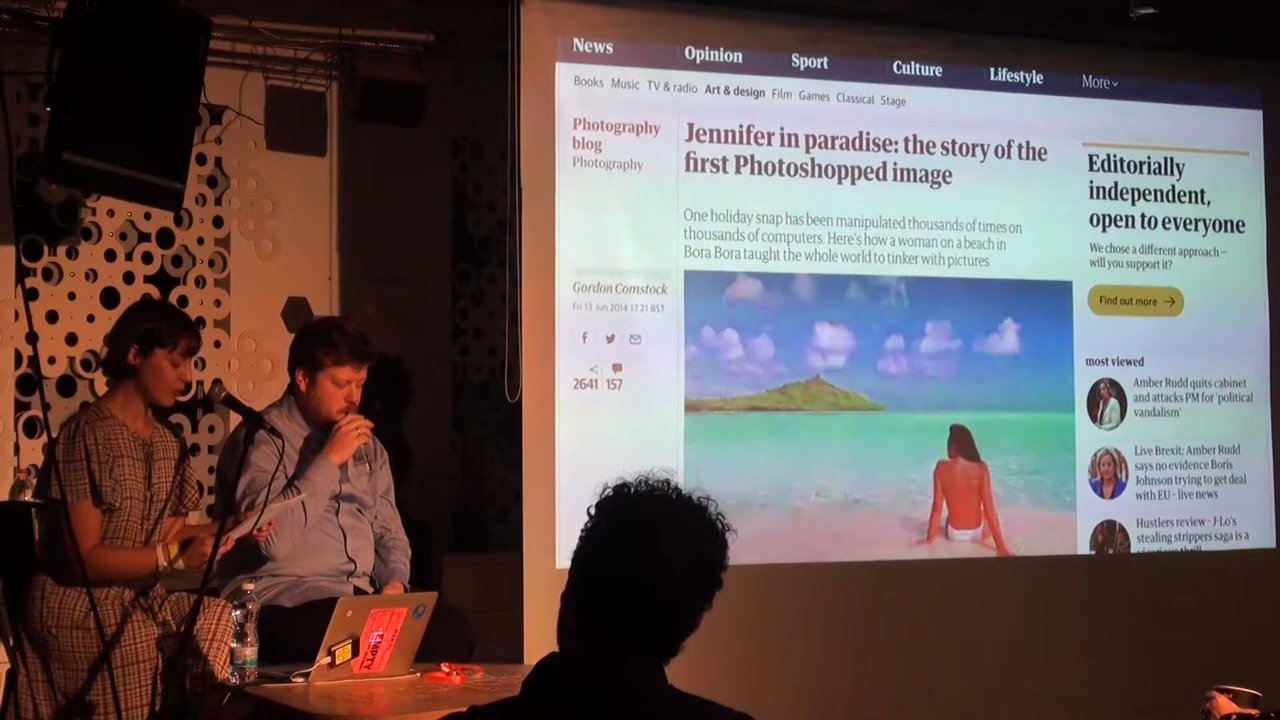 News Opinion Sport Culture Lifestyle More
Books Music TV & radio Art & design Film Games Classical Stage
Photography
blog
Photography
Jennifer in paradise: the story of the
first Photoshopped image
One holiday snap has been manipulated thousands of times on
thousands of computers. Here's how a woman on a beach in
Bora Bora taught the whole world to tinker with pictures
Gordon Comstock
Fri 13 Jun 2014 17.21 BST
2641 157
Editorially
independent,
open to everyone
We chose a different approach –
will you support it?
Find out more →
most viewed
Amber Rudd quits cabinet
and attacks PM for 'political
vandalism'
Live Brexit: Amber Rudd
says no evidence Boris
Johnson trying to get deal
with EU - live news
Hustlers review - J-Lo's
stealing strippers saga is a
EMPTY